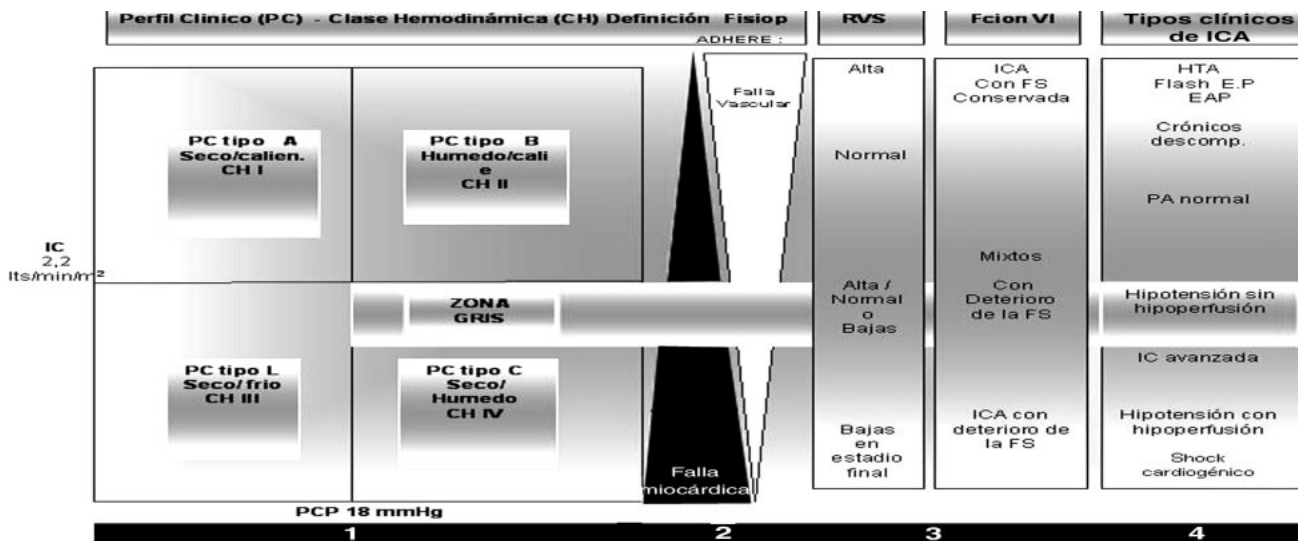 Perfil Clínico (PC) - Clase Hemodinámica (CH) Definición Fisiop
ADHERE :
RVS
Fcion VI
Tipos clínicos
de ICA
PC tipo A
Seco/calien.
CH I
PC tipo B
Humedo/cali
e
CH II
IC
2,2
lts/min/m²
ZONA
GRIS
PC tipo L
Seco/ frio
CH III
PC tipo C
Seco/
Humedo
CH IV
PCP 18 mmHg
Falla
Vascular
Falla
miocárdica
Alta
Normal
Alta /
Normal
o
Bajas
Bajas
en
estadio
final
ICA
Con FS
Conservada
Mixtos
Con
Deterioro
de la FS
ICA con
deterioro de
la FS
HTA
Flash E.P
EAP
Crónicos
descomp.
PA normal
Hipotensión sin
hipoperfusión
IC avanzada
Hipotensión con
hipoperfusión
Shock
cardiogénico
1 2 3 4